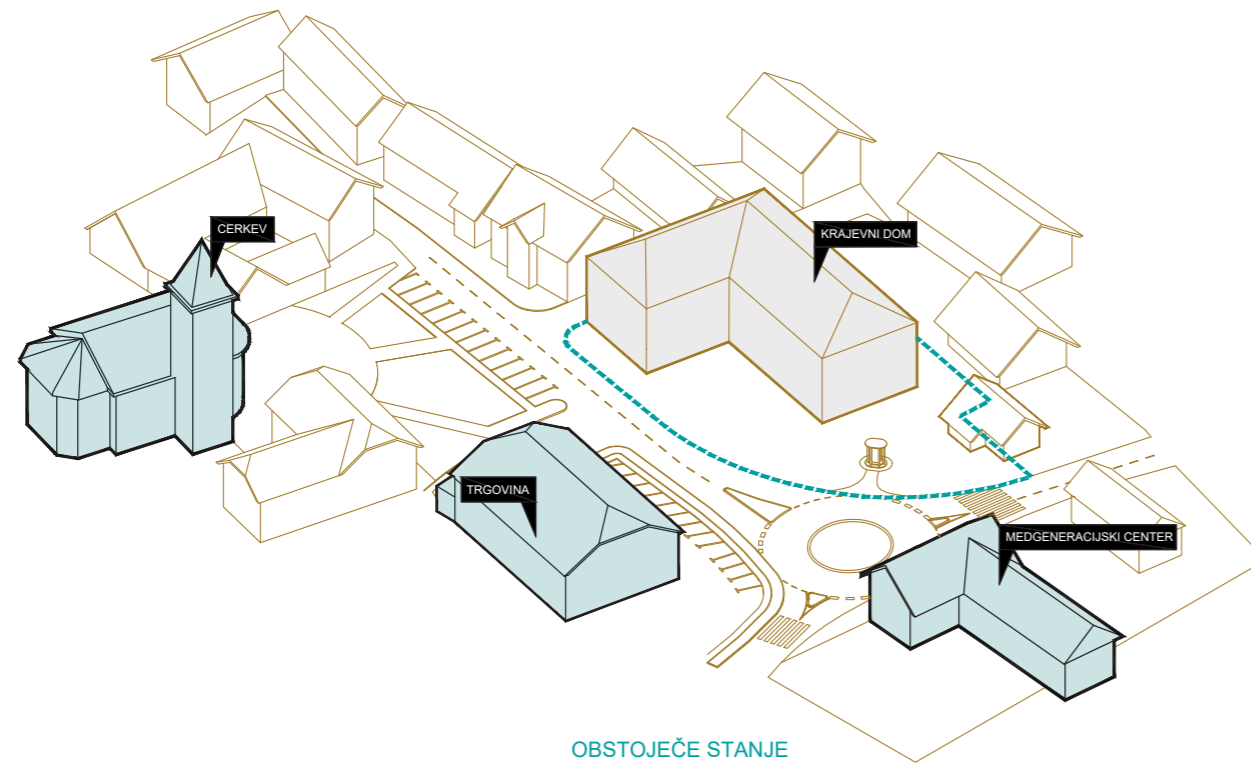 CERKEV
KRAJEVNI DOM
TRGOVINA
MEDGENERACIJSKI CENTER
OBSTOJEČE STANJE